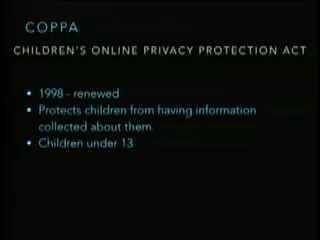 COPPA
CHILDREN'S ONLINE PRIVACY PROTECTION ACT
• 1998 - renewed
• Protects children from having information
collected about them.
• Children under 13